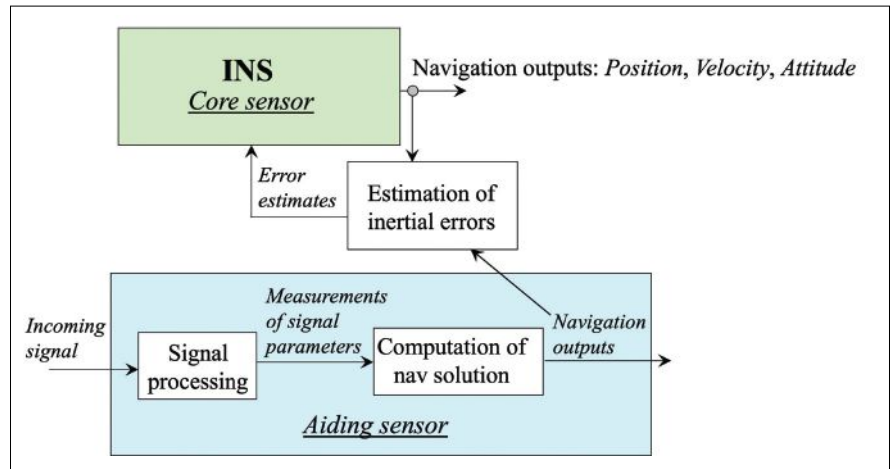 INS
Core sensor
Navigation outputs: Position, Velocity, Attitude
Error
estimates
Estimation of
inertial errors
Incoming
signal
Signal
processing
Measurements
of signal
parameters
Computation of
nav solution
Navigation
outputs
Aiding sensor